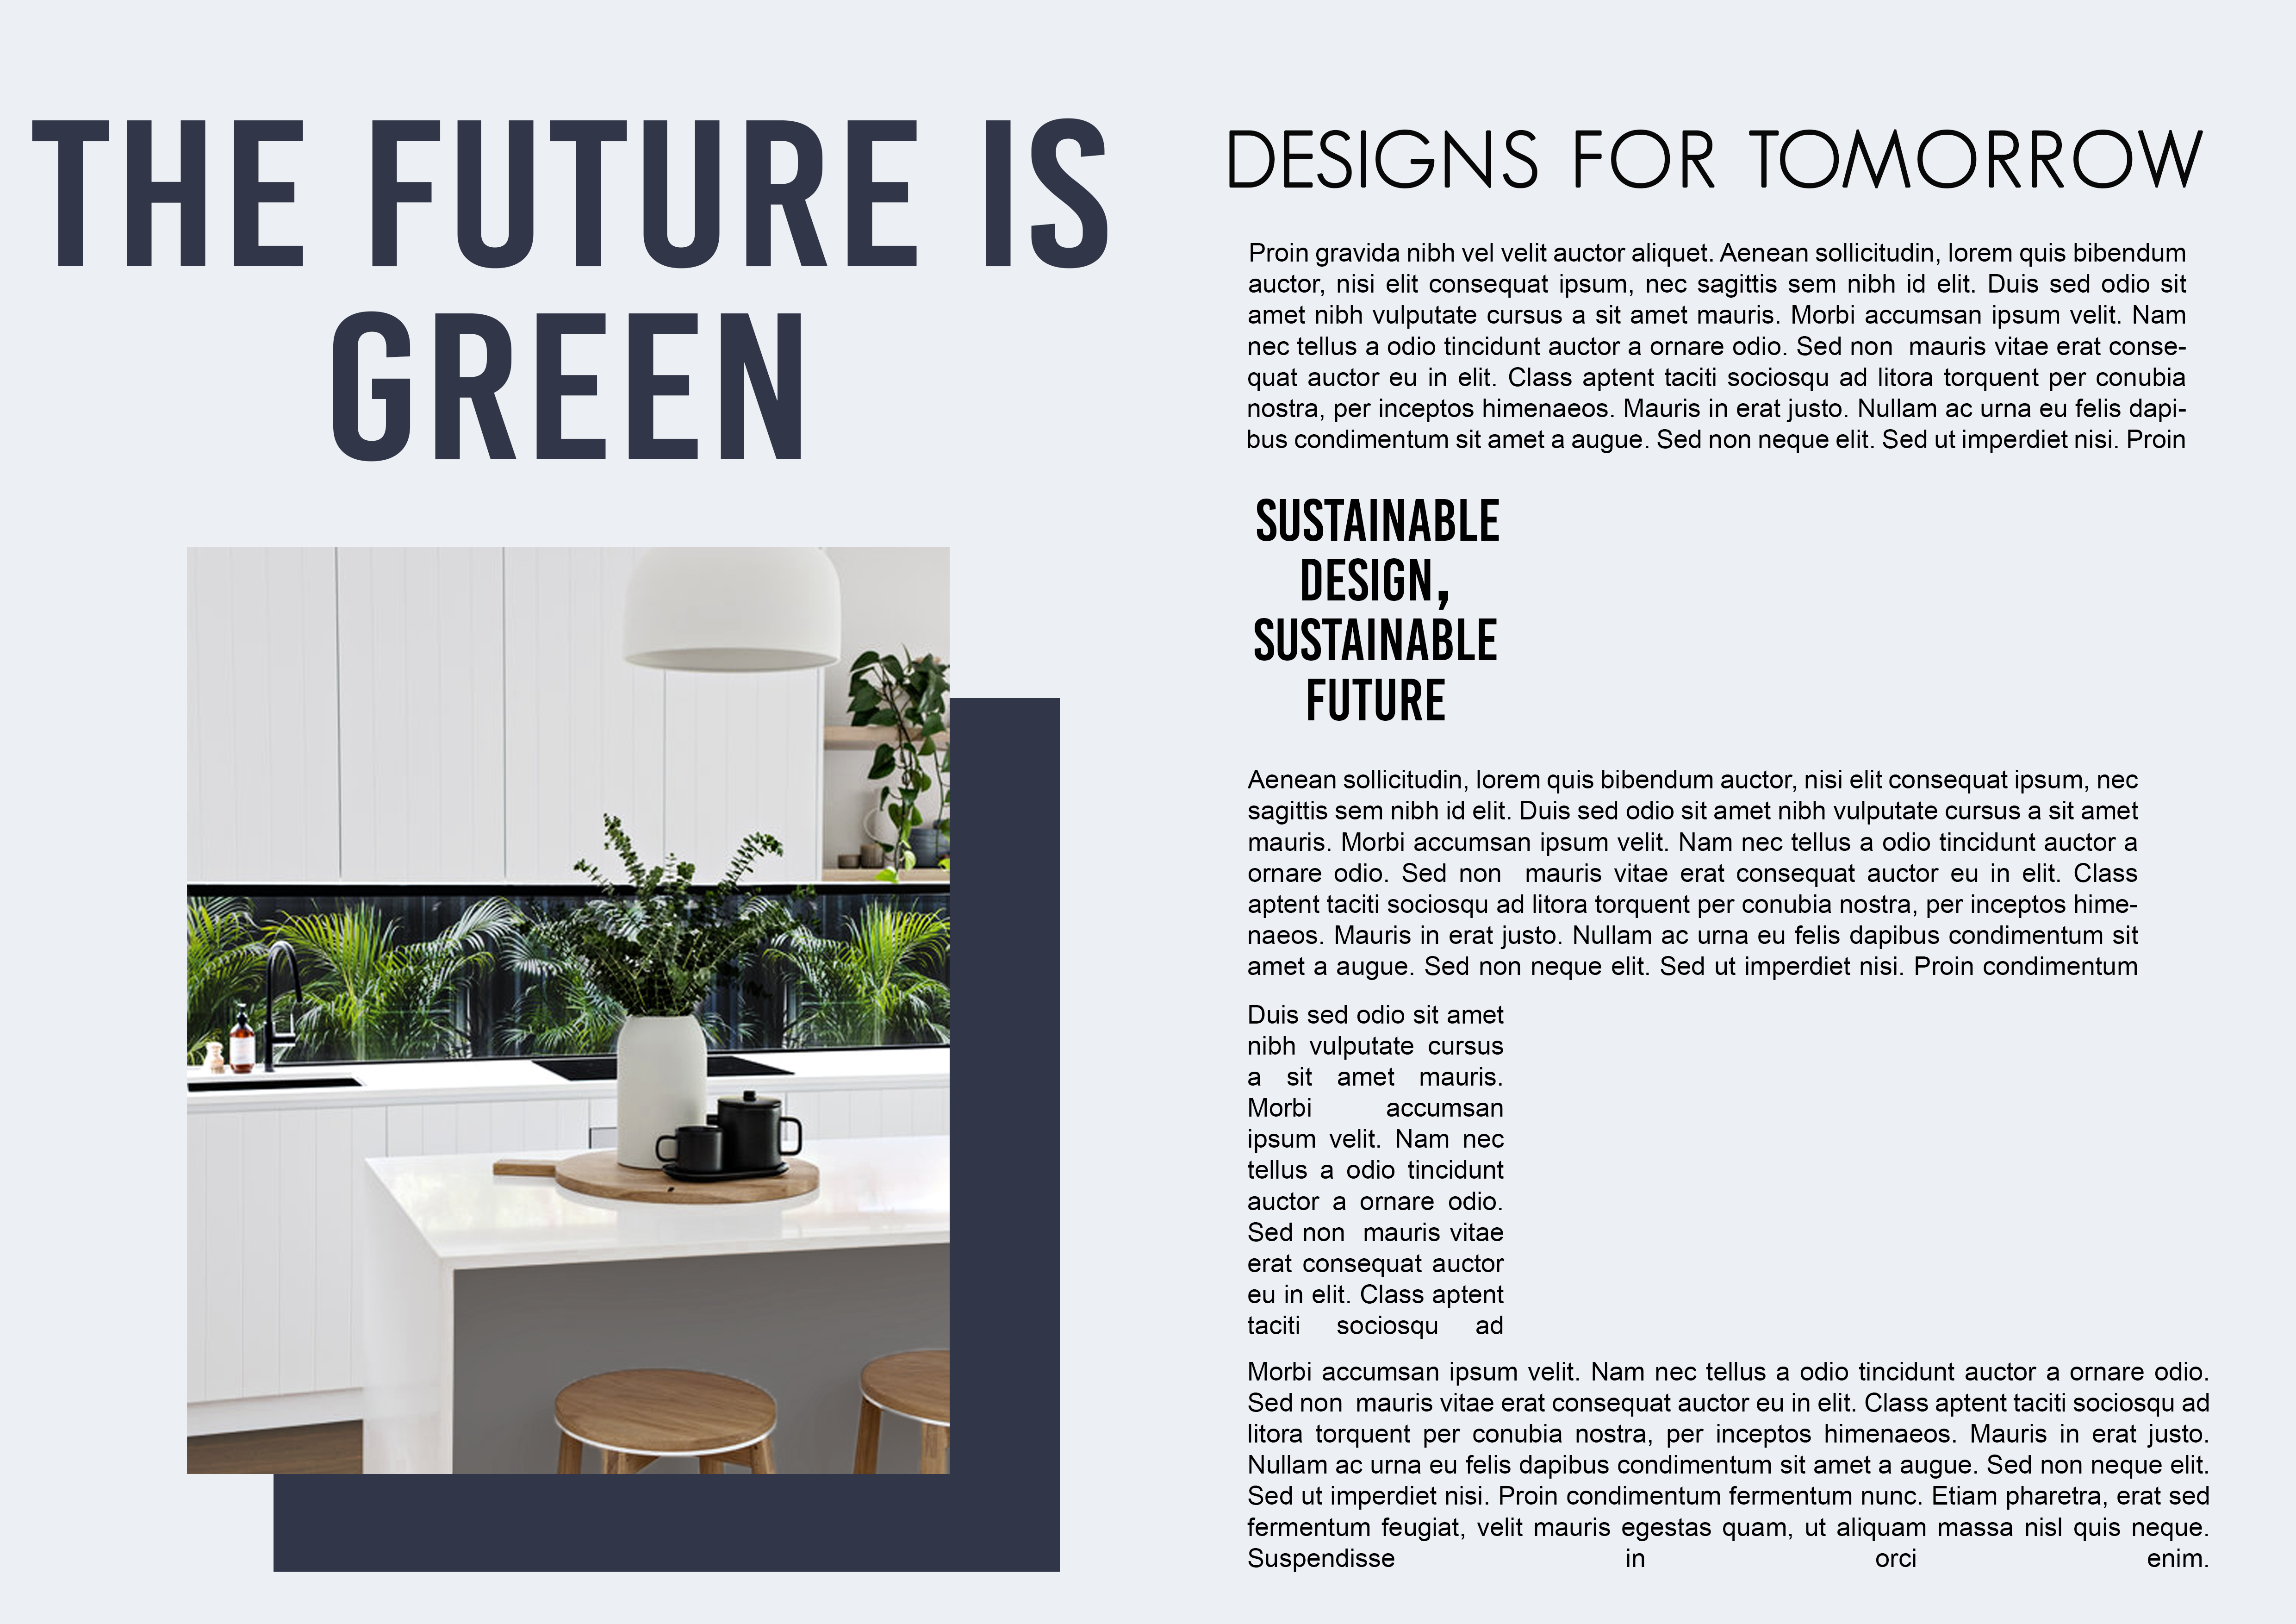 THE FUTURE IS
GREEN
DESIGNS FOR TOMORROW
Proin gravida nibh vel velit auctor aliquet. Aenean sollicitudin, lorem quis bibendum
auctor, nisi elit consequat ipsum, nec sagittis sem nibh id elit. Duis sed odio sit
amet nibh vulputate cursus a sit amet mauris. Morbi accumsan ipsum velit. Nam
nec tellus a odio tincidunt auctor a ornare odio. Sed non  mauris vitae erat conse-
quat auctor eu in elit. Class aptent taciti sociosqu ad litora torquent per conubia
nostra, per inceptos himenaeos. Mauris in erat justo. Nullam ac urna eu felis dapi-
bus condimentum sit amet a augue. Sed non neque elit. Sed ut imperdiet nisi. Proin
SUSTAINABLE
DESIGN,
SUSTAINABLE
FUTURE
Aenean sollicitudin, lorem quis bibendum auctor, nisi elit consequat ipsum, nec
sagittis sem nibh id elit. Duis sed odio sit amet nibh vulputate cursus a sit amet
mauris. Morbi accumsan ipsum velit. Nam nec tellus a odio tincidunt auctor a
ornare odio. Sed non  mauris vitae erat consequat auctor eu in elit. Class
aptent taciti sociosqu ad litora torquent per conubia nostra, per inceptos hime-
naeos. Mauris in erat justo. Nullam ac urna eu felis dapibus condimentum sit
amet a augue. Sed non neque elit. Sed ut imperdiet nisi. Proin condimentum
Duis sed odio sit amet
nibh vulputate cursus
a sit amet mauris.
Morbi accumsan
ipsum velit. Nam nec
tellus a odio tincidunt
auctor a ornare odio.
Sed non  mauris vitae
erat consequat auctor
eu in elit. Class aptent
taciti sociosqu ad
Morbi accumsan ipsum velit. Nam nec tellus a odio tincidunt auctor a ornare odio.
Sed non  mauris vitae erat consequat auctor eu in elit. Class aptent taciti sociosqu ad
litora torquent per conubia nostra, per inceptos himenaeos. Mauris in erat justo.
Nullam ac urna eu felis dapibus condimentum sit amet a augue. Sed non neque elit.
Sed ut imperdiet nisi. Proin condimentum fermentum nunc. Etiam pharetra, erat sed
fermentum feugiat, velit mauris egestas quam, ut aliquam massa nisl quis neque.
Suspendisse in orci enim.